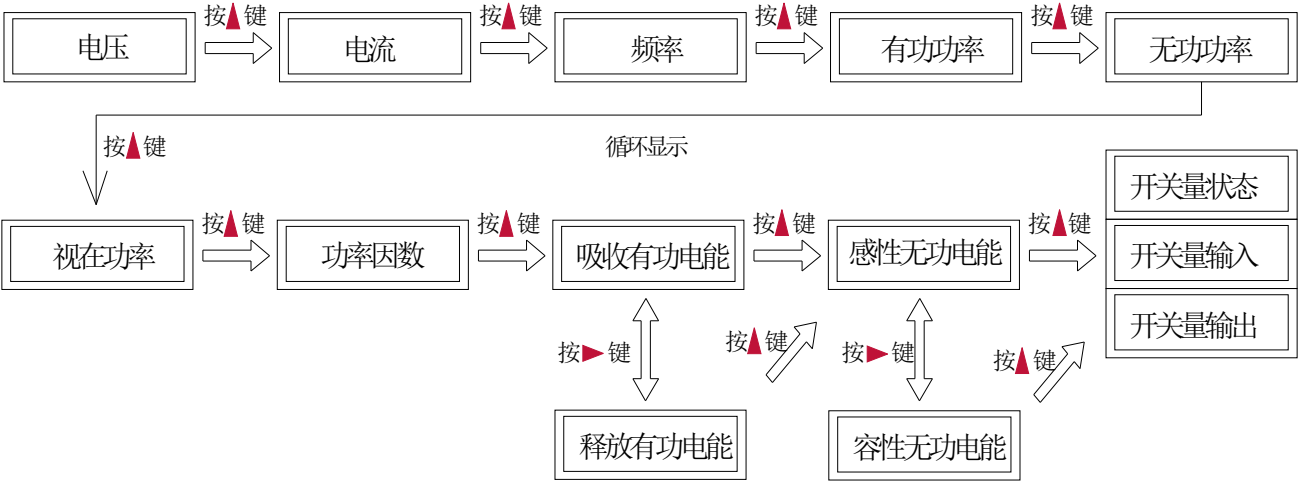 按键 按键 按键 按键
电压 电流 频率 有功功率 无功功率
按键 循环显示
开关量状态
按键 按键 按键 按键
视在功率 功率因数 吸收有功电能 感性无功电能 开关量输入
开关量输出
按键 按键 按键 按键
释放有功电能 容性无功电能